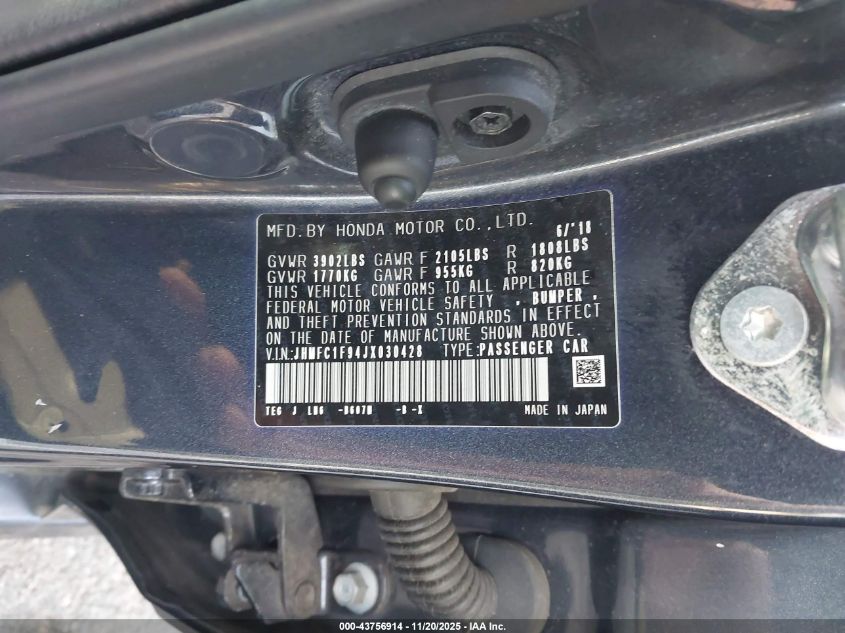 MFD. BY HONDA MOTOR CO., LTD. 6/'18
GVWR 3902LBS GAWR F 2105LBS R 1808LBS
GVWR 1770KG GAWR F 955KG R 820KG
THIS VEHICLE CONFORMS TO ALL APPLICABLE
FEDERAL MOTOR VEHICLE SAFETY , BUMPER ,
AND THEFT PREVENTION STANDARDS IN EFFECT
ON THE DATE OF MANUFACTURE SHOWN ABOVE.
V.I.N: JHMFC1F94JX030428 TYPE: PASSENGER CAR
MADE IN JAPAN
000-43756914 - 11/20/2025 - IAA Inc.